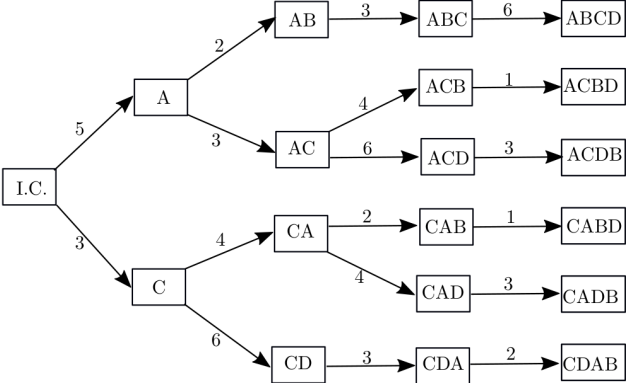 AB 3 ABC 6 ABCD
2
A
ACB 1 ACBD
5 4
3
AC 6 ACD 3 ACDB
I.C.
CA 2 CAB 1 CABD
3 4
4
C CAD 3 CADB
6
CD 3 CDA 2 CDAB